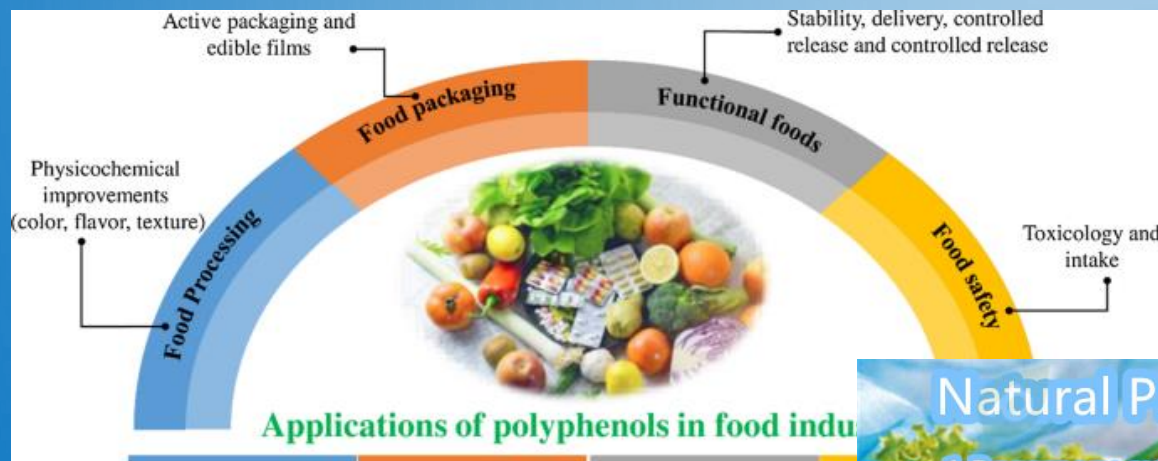 Active packaging and
edible films
Stability, delivery, controlled
release and controlled release
Food packaging
Functional foods
Physicochemical
improvements
(color, flavor, texture)
Food Processing
Food safety
Toxicology and
intake
Applications of polyphenols in food
Natural